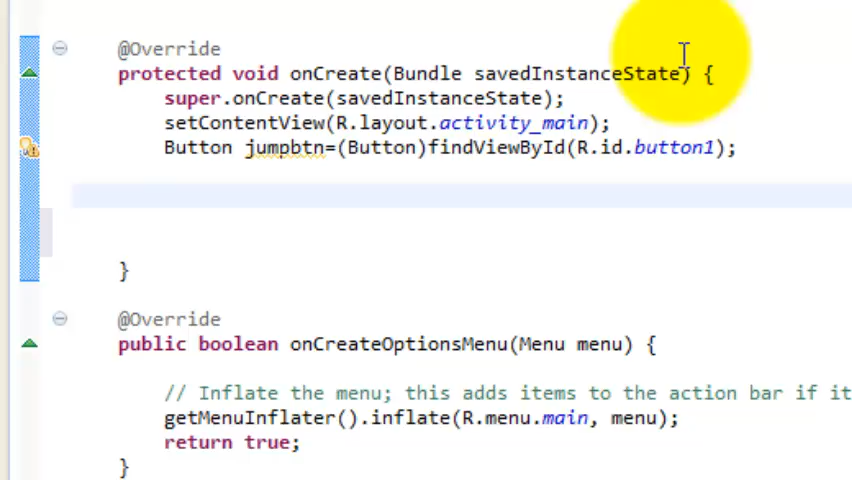 @Override
protected void onCreate(Bundle savedInstanceState) {
super.onCreate(savedInstanceState);
setContentView(R.layout.activity_main);
Button jumpbtn=(Button)findViewById(R.id.button1);
}
@Override
public boolean onCreateOptionsMenu(Menu menu) {
// Inflate the menu; this adds items to the action bar if it
getMenuInflater().inflate(R.menu.main, menu);
return true;
}